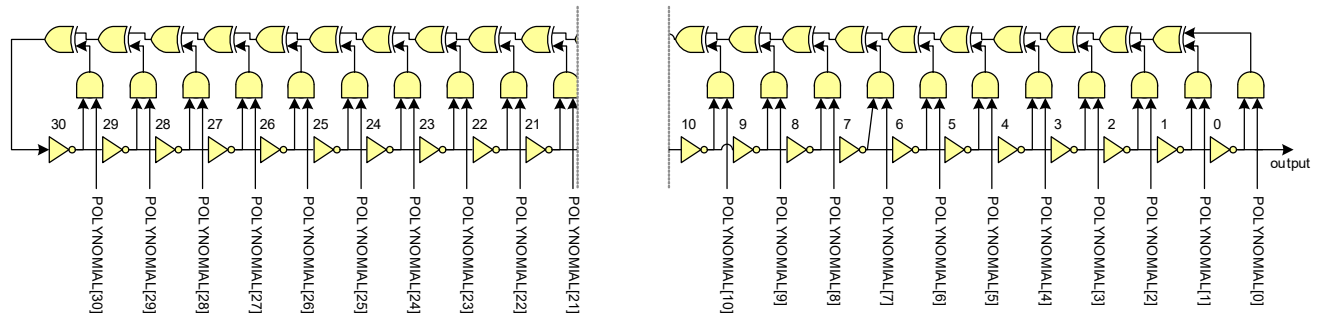 30 29 28 27 26 25 24 23 22 21 10 9 8 7 6 5 4 3 2 1 0
output
POLYNOMIAL[30]
POLYNOMIAL[29]
POLYNOMIAL[28]
POLYNOMIAL[27]
POLYNOMIAL[26]
POLYNOMIAL[25]
POLYNOMIAL[24]
POLYNOMIAL[23]
POLYNOMIAL[22]
POLYNOMIAL[21]
POLYNOMIAL[10]
POLYNOMIAL[9]
POLYNOMIAL[8]
POLYNOMIAL[7]
POLYNOMIAL[6]
POLYNOMIAL[5]
POLYNOMIAL[4]
POLYNOMIAL[3]
POLYNOMIAL[2]
POLYNOMIAL[1]
POLYNOMIAL[0]